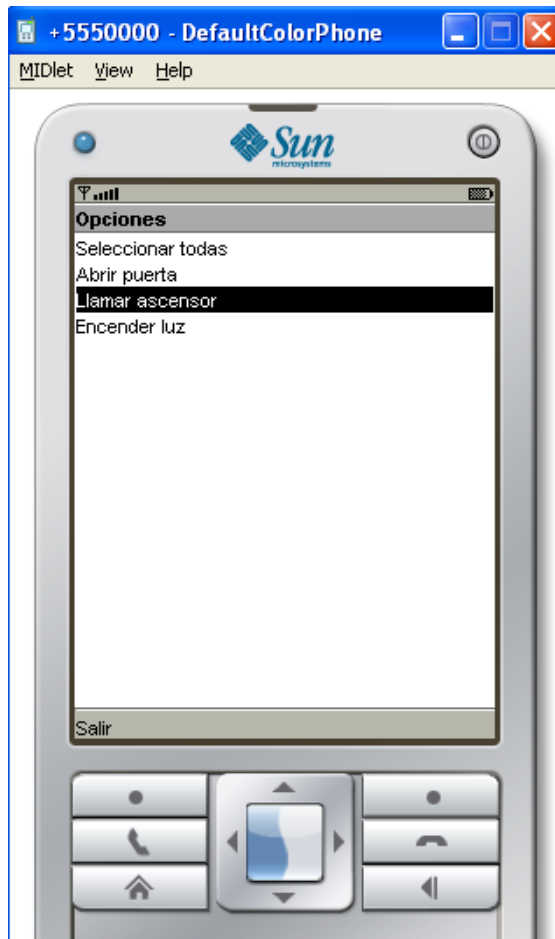 +5550000 - DefaultColorPhone
MIDlet View Help
Sun
microsystems
Opciones
Seleccionar todas
Abrir puerta
Llamar ascensor
Encender luz
Salir